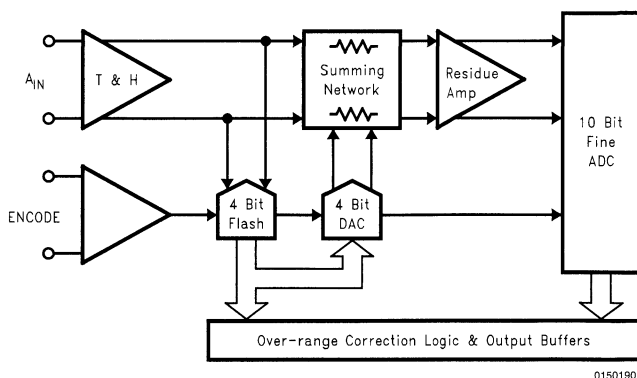 A_IN
T & H
Summing
Network
Residue
Amp
10 Bit
Fine
ADC
ENCODE
4 Bit
Flash
4 Bit
DAC
Over-range Correction Logic & Output Buffers
0150190